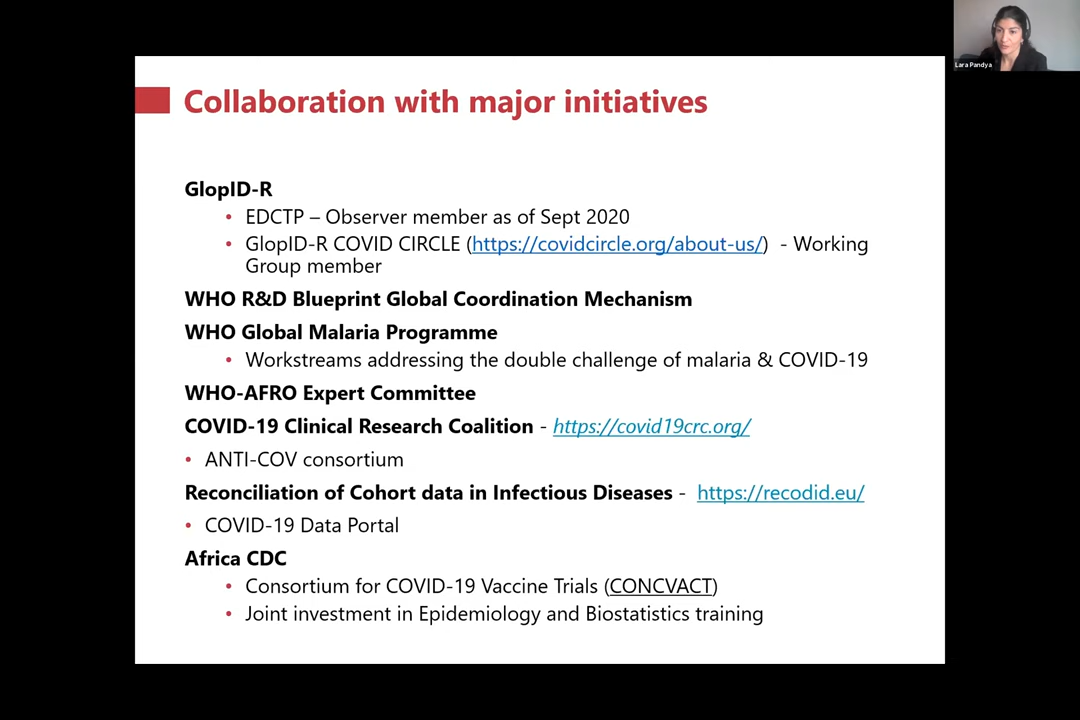 Lara Pandya
Collaboration with major initiatives
GlopID-R
• EDCTP – Observer member as of Sept 2020
• GlopID-R COVID CIRCLE (https://covidcircle.org/about-us/) - Working
Group member
WHO R&D Blueprint Global Coordination Mechanism
WHO Global Malaria Programme
• Workstreams addressing the double challenge of malaria & COVID-19
WHO-AFRO Expert Committee
COVID-19 Clinical Research Coalition - https://covid19crc.org/
• ANTI-COV consortium
Reconciliation of Cohort data in Infectious Diseases - https://recodid.eu/
• COVID-19 Data Portal
Africa CDC
• Consortium for COVID-19 Vaccine Trials (CONCVACT)
• Joint investment in Epidemiology and Biostatistics training